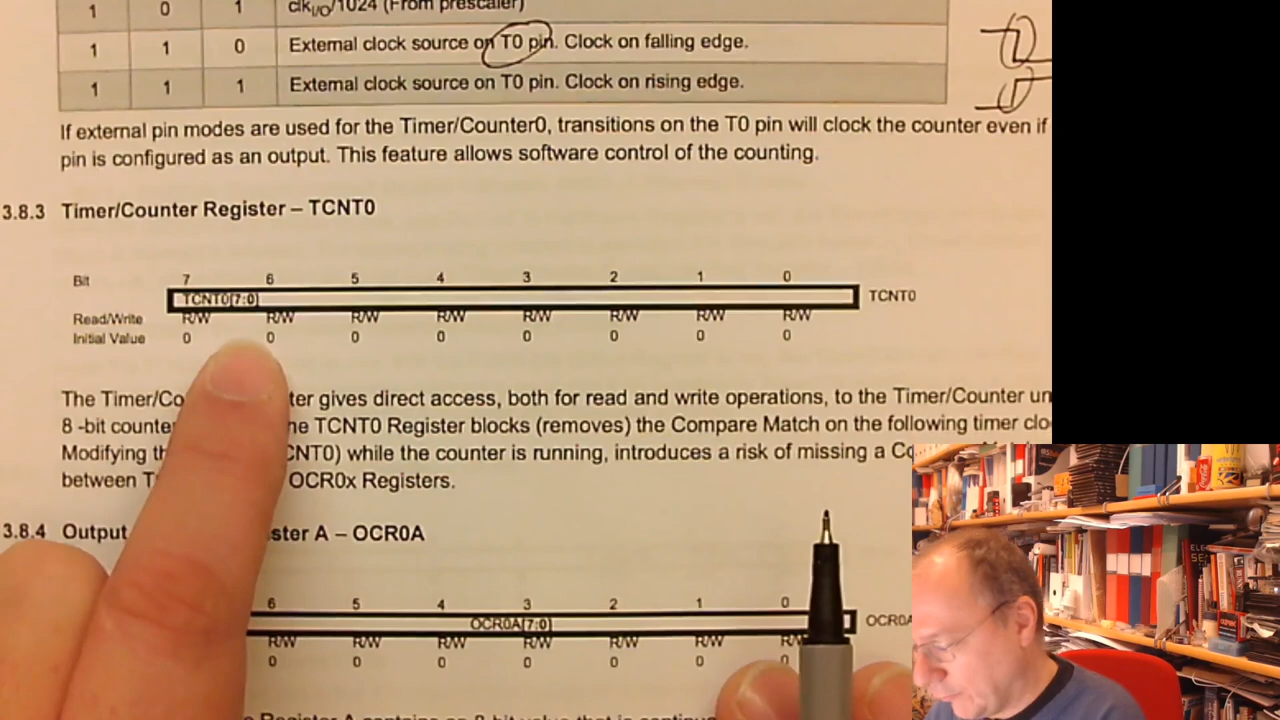 1 0 1 clkI/O/1024 (From prescaler)
1 1 0 External clock source on T0 pin. Clock on falling edge.
1 1 1 External clock source on T0 pin. Clock on rising edge.
If external pin modes are used for the Timer/Counter0, transitions on the T0 pin will clock the counter even if
pin is configured as an output. This feature allows software control of the counting.
3.8.3 Timer/Counter Register – TCNT0
Bit 7 6 5 4 3 2 1 0
TCNT0[7:0] TCNT0
Read/Write R/W R/W R/W R/W R/W R/W R/W R/W
Initial Value 0 0 0 0 0 0 0 0
The Timer/Co ter gives direct access, both for read and write operations, to the Timer/Counter un
8 -bit counte he TCNT0 Register blocks (removes) the Compare Match on the following timer clo
Modifying th CNT0) while the counter is running, introduces a risk of missing a Co
between T OCR0x Registers.
3.8.4 Output ster A – OCR0A
6 5 4 3 2 1 0
OCR0A[7:0] OCR0A
R/W R/W R/W R/W R/W R/W R/W
0 0 0 0 0 0 0